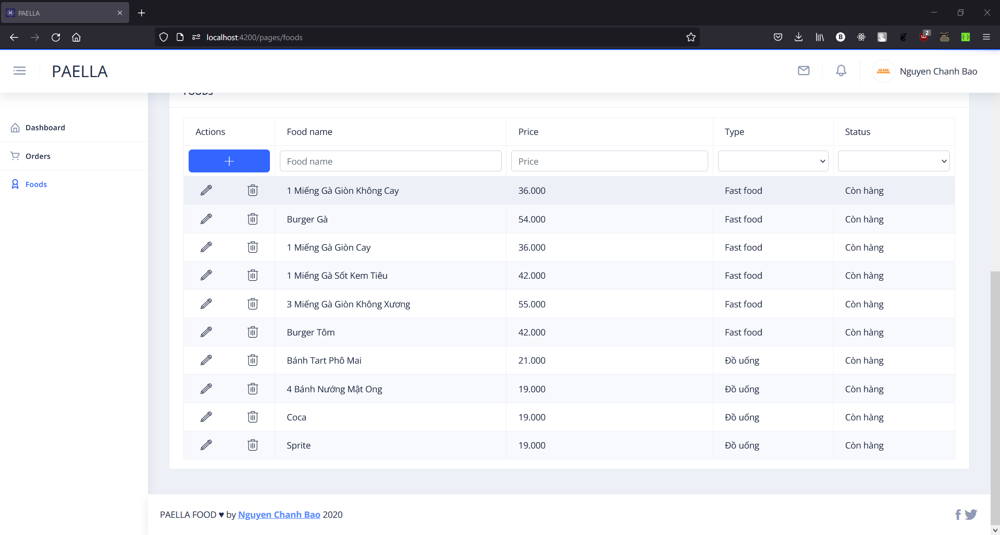 PAELLA
localhost:4200/pages/foods
B
2
PAELLA
GÀ RÁN
POPEYES
Nguyen Chanh Bao
FOODS
Dashboard
Orders
Foods
Actions Food name Price Type Status
Food name Price
1 Miếng Gà Giòn Không Cay 36.000 Fast food Còn hàng
Burger Gà 54.000 Fast food Còn hàng
1 Miếng Gà Giòn Cay 36.000 Fast food Còn hàng
1 Miếng Gà Sốt Kem Tiêu 42.000 Fast food Còn hàng
3 Miếng Gà Giòn Không Xương 55.000 Fast food Còn hàng
Burger Tôm 42.000 Fast food Còn hàng
Bánh Tart Phô Mai 21.000 Đồ uống Còn hàng
4 Bánh Nướng Mật Ong 19.000 Đồ uống Còn hàng
Coca 19.000 Đồ uống Còn hàng
Sprite 19.000 Đồ uống Còn hàng
PAELLA FOOD ♥ by Nguyen Chanh Bao 2020